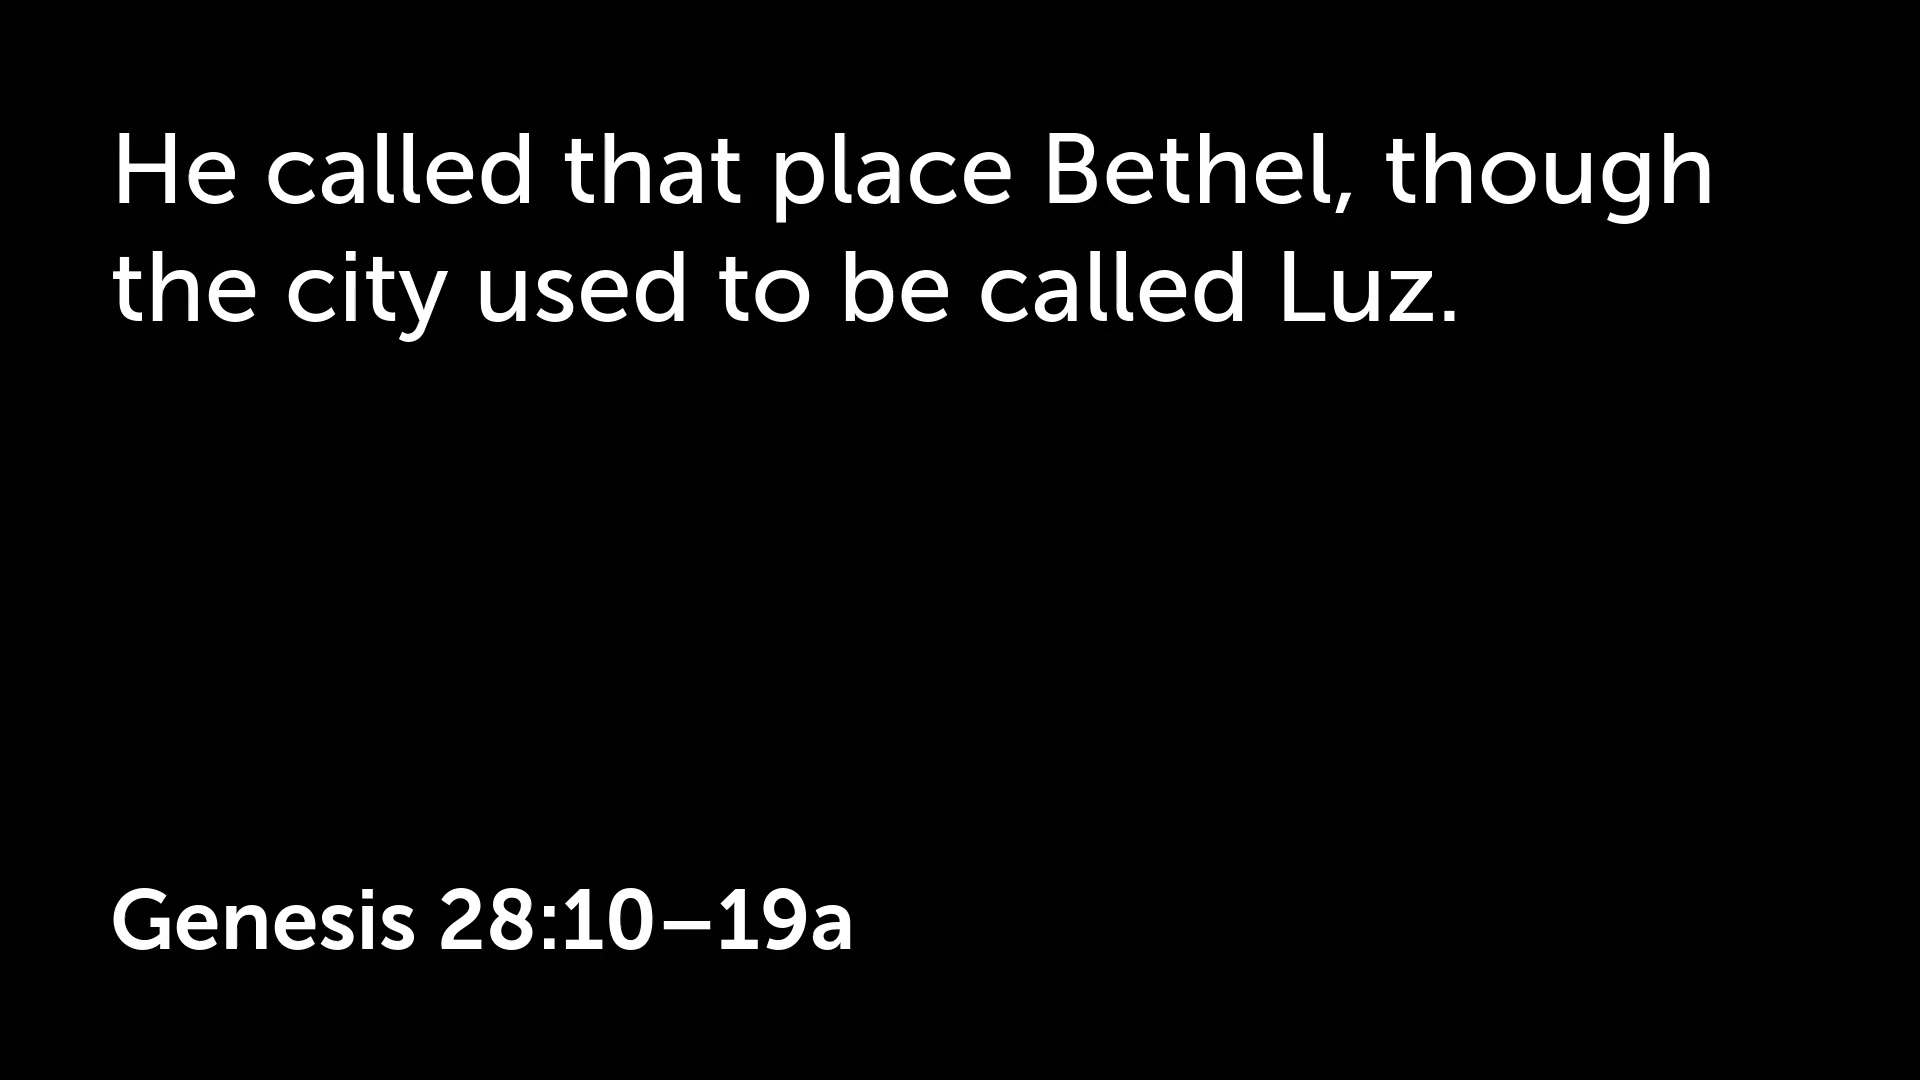 He called that place Bethel, though
the city used to be called Luz.
Genesis 28:10–19a